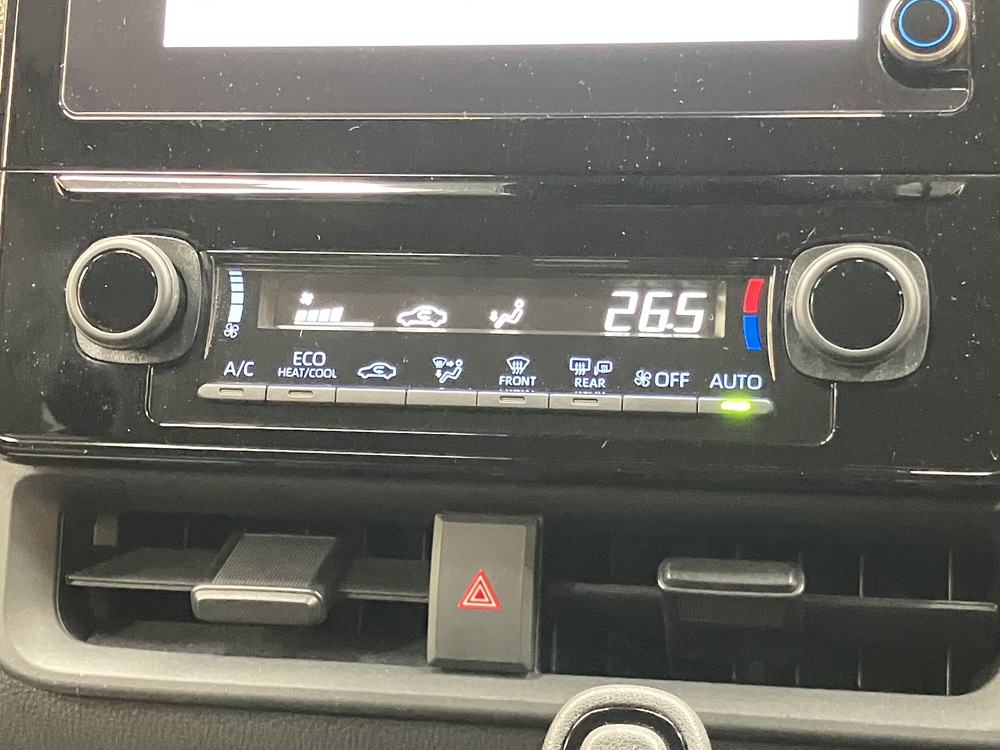 26.5
A/C
ECO
HEAT/COOL
FRONT
REAR
OFF
AUTO